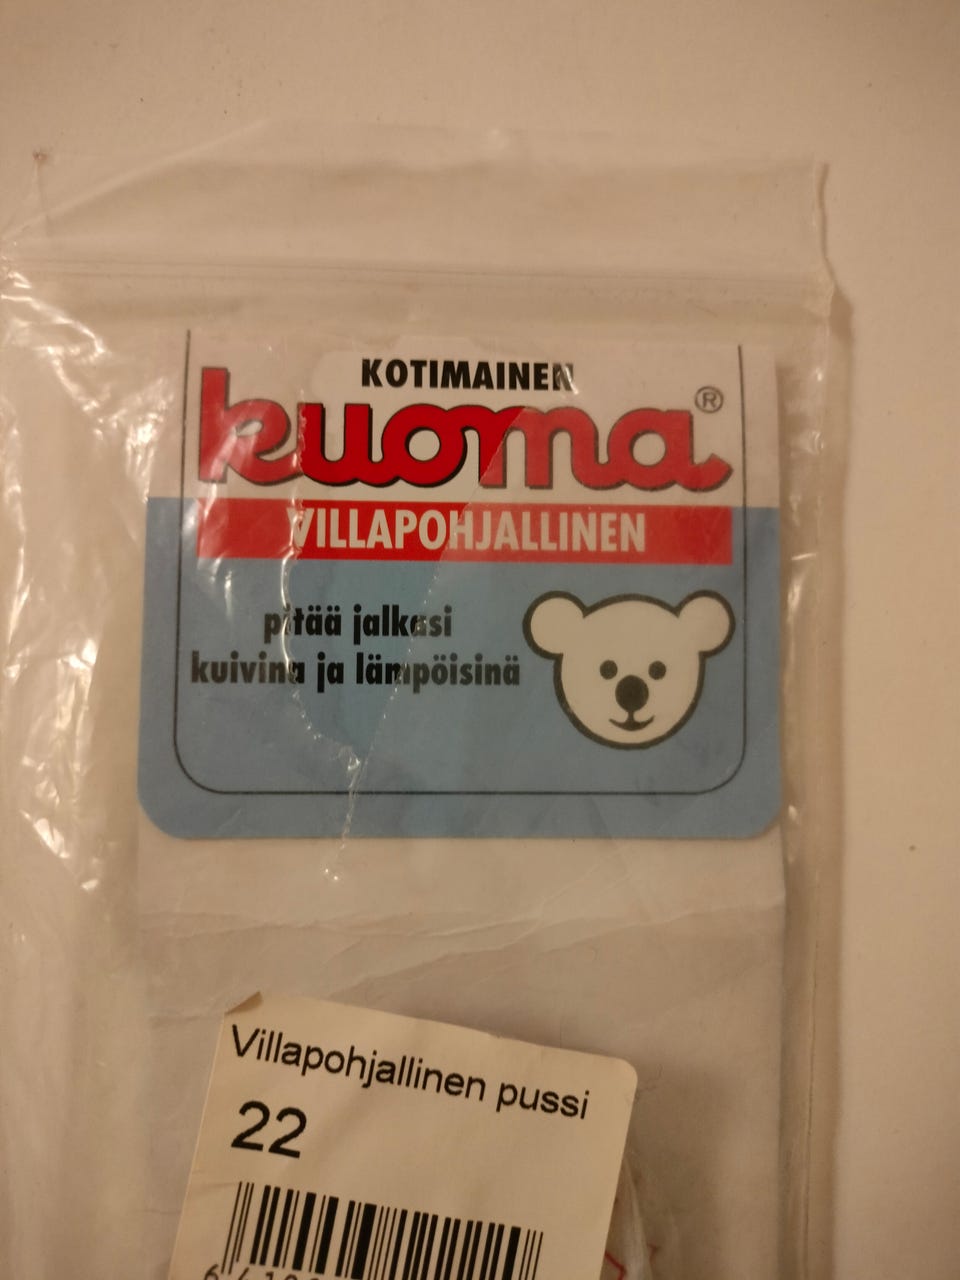 KOTIMAINEN
kuoma®
VILLAPOHJALLINEN
pitää jalkasi
kuivina ja lämpöisinä
Villapohjallinen pussi
22